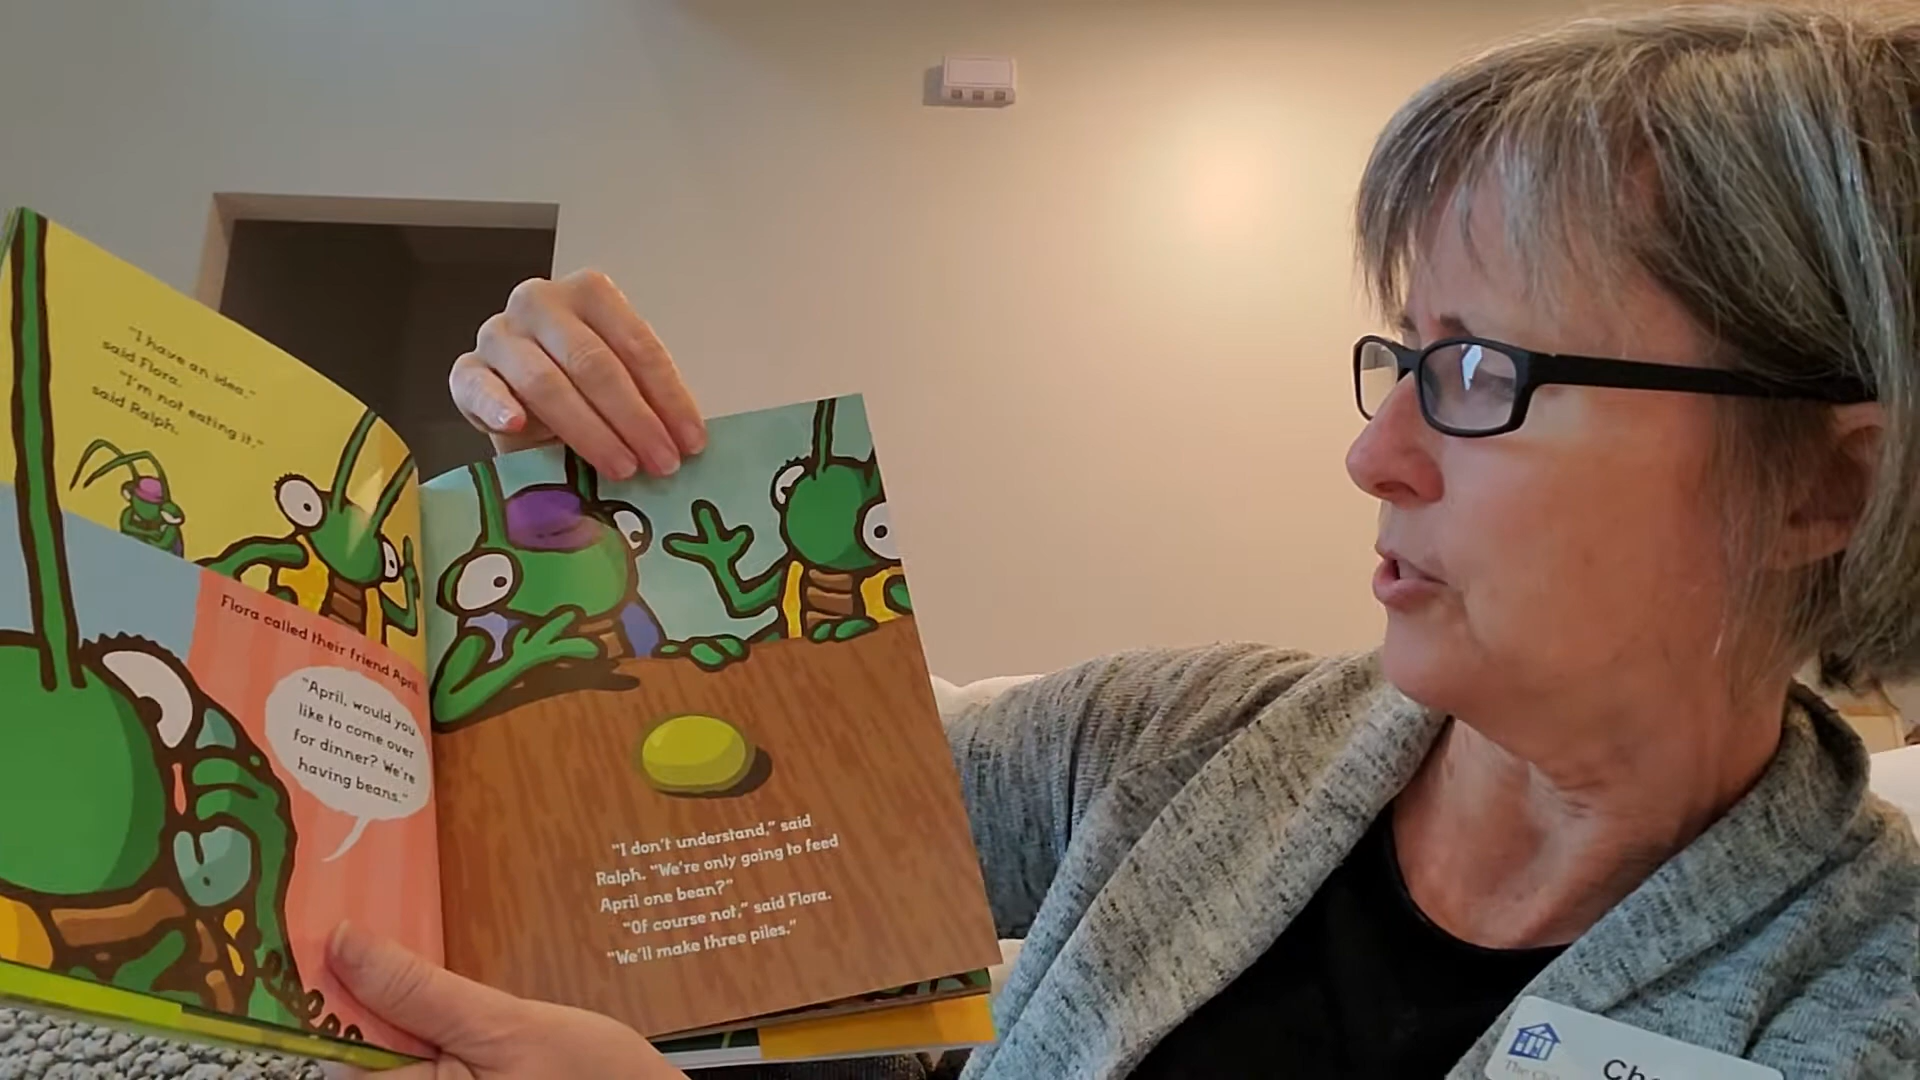 "I have an idea,"
said Flora.
"I'm not eating it,"
said Ralph.
Flora called their friend April.
"April, would you
like to come over
for dinner? We're
having beans."
"I don't understand," said
Ralph. "We're only going to feed
April one bean?"
"Of course not," said Flora.
"We'll make three piles."